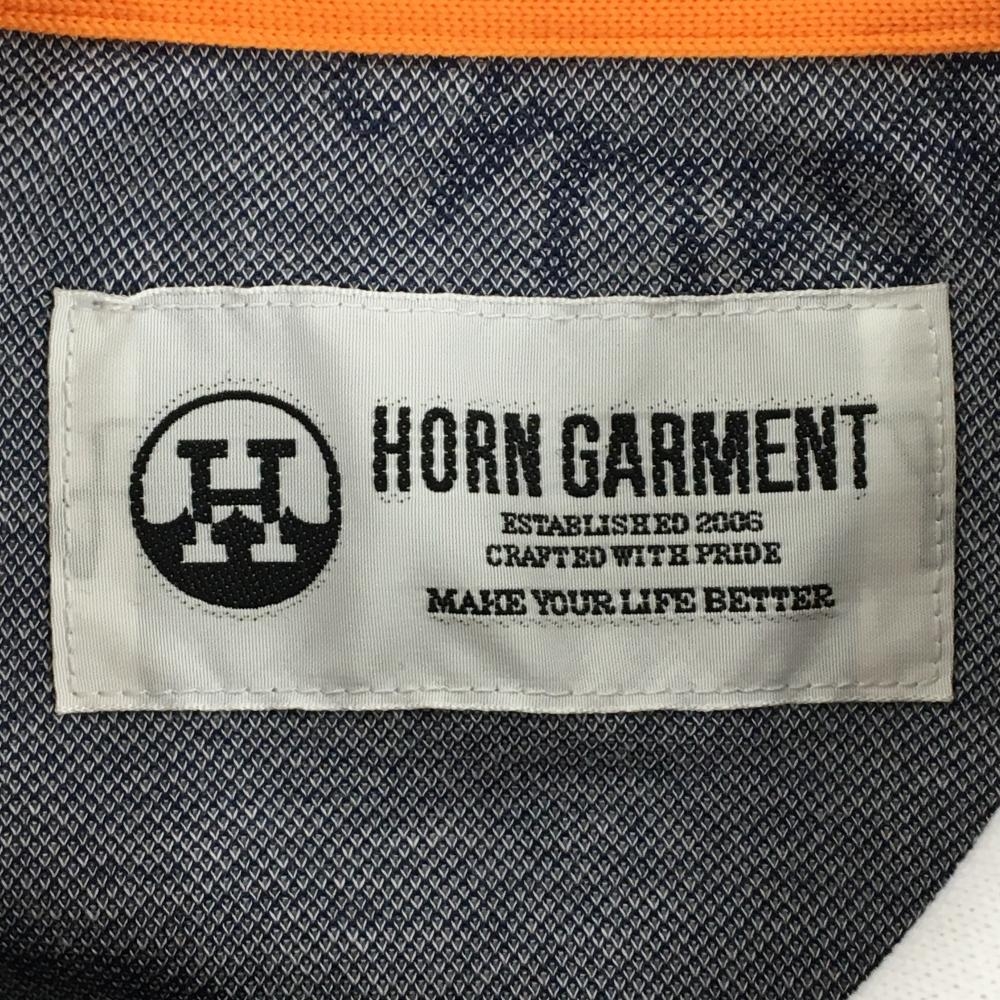 H
HORN GARMENT
ESTABLISHED 2006
CRAFTED WITH PRIDE
MAKE YOUR LIFE BETTER